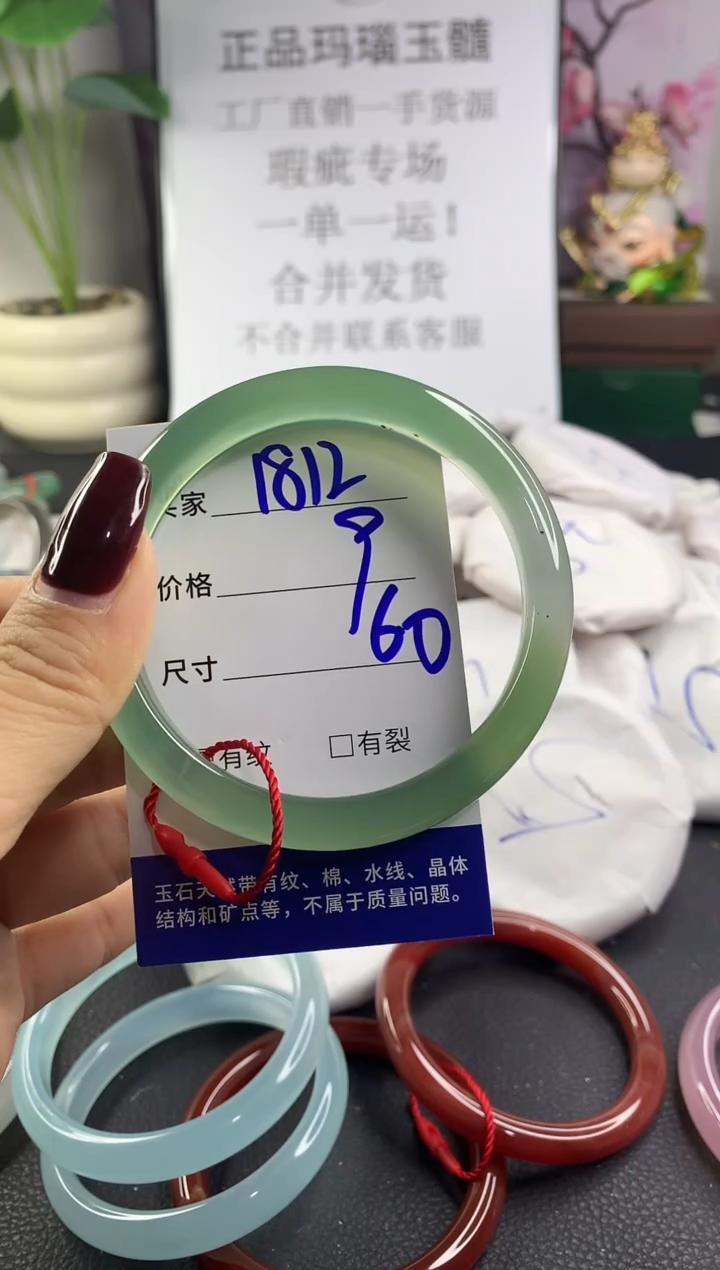 正品玛瑙玉髓
工厂直销一手货源
瑕疵专场
一单一运!
合并发货
不合并联系客服
家 1812
价格 9
尺寸 60
有纹 □有裂
玉石天然带有纹、棉、水线、晶体
结构和矿点等，不属于质量问题。